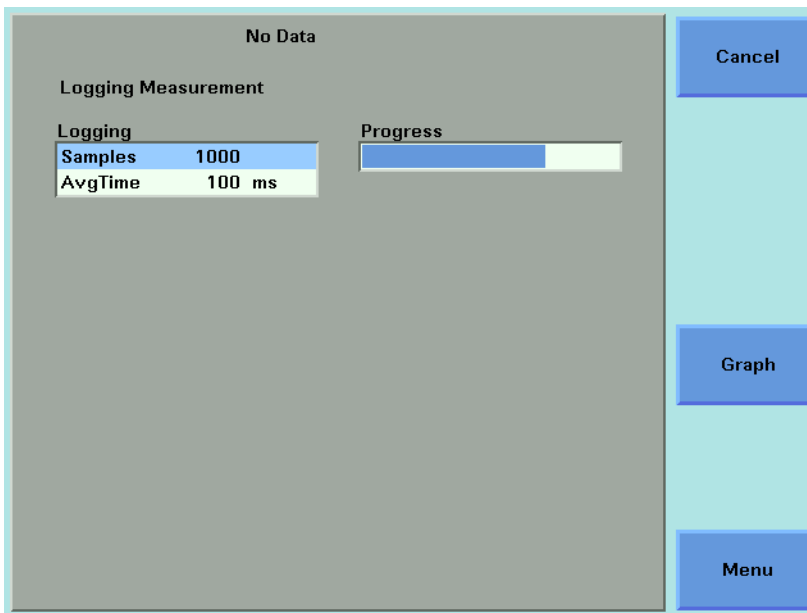 No Data
Cancel
Logging Measurement
Logging
Progress
Samples 1000
AvgTime 100 ms
Graph
Menu